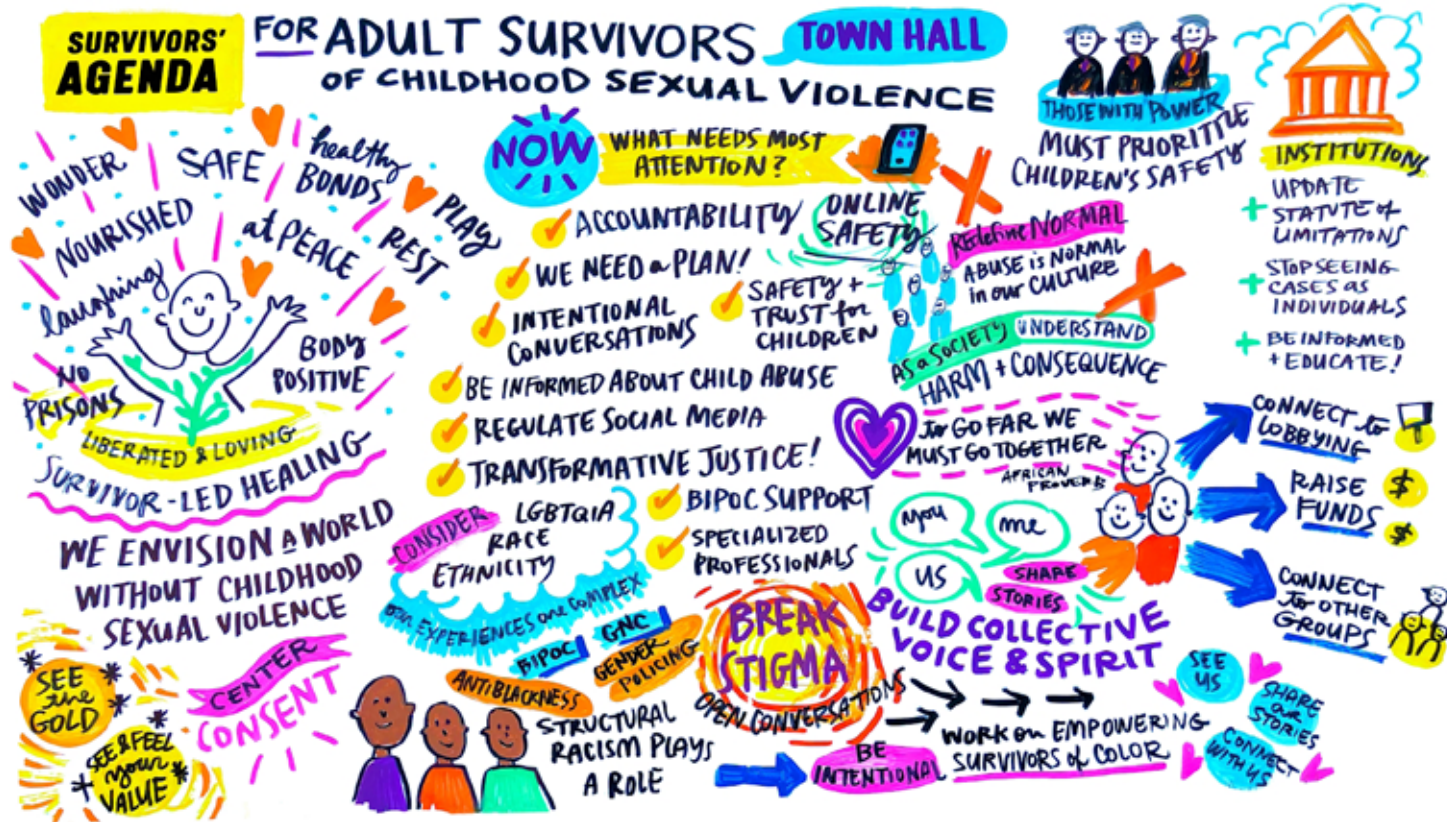 SURVIVORS'
AGENDA
FOR ADULT SURVIVORS
OF CHILDHOOD SEXUAL VIOLENCE
TOWN HALL
WONDER
SAFE
healthy
BONDS
PLAY
NOURISHED
at PEACE
REST
laughing
BODY
POSITIVE
NO
PRISONS
LIBERATED & LOVING
SURVIVOR-LED HEALING
WE ENVISION A WORLD
WITHOUT CHILDHOOD
SEXUAL VIOLENCE
SEE
the
GOLD
SEE & FEEL
your
VALUE
CENTER
CONSENT
NOW
WHAT NEEDS MOST
ATTENTION?
ACCOUNTABILITY
WE NEED a PLAN!
INTENTIONAL
CONVERSATIONS
SAFETY +
TRUST for
CHILDREN
BE INFORMED ABOUT CHILD ABUSE
REGULATE SOCIAL MEDIA
TRANSFORMATIVE JUSTICE!
BIPOC SUPPORT
SPECIALIZED
PROFESSIONALS
ONLINE
SAFETY
CONSIDER
LGBTQIA
RACE
ETHNICITY
OUR EXPERIENCES are COMPLEX
BIPOC
GNC
ANTIBLACKNESS
GENDER
POLICING
STRUCTURAL
RACISM PLAYS
A ROLE
BREAK
STIGMA
OPEN CONVERSATIONS
BE
INTENTIONAL
WORK on EMPOWERING
SURVIVORS of COLOR
SEE
US
SHARE
our
STORIES
CONNECT
WITH US
THOSE WITH POWER
MUST PRIORITIZE
CHILDREN'S SAFETY
Redefine NORMAL
ABUSE is NORMAL
in our CULTURE
AS a SOCIETY UNDERSTAND
HARM + CONSEQUENCE
To GO FAR WE
MUST GO TOGETHER
AFRICAN
PROVERB
you
me
US
SHARE
STORIES
BUILD COLLECTIVE
VOICE & SPIRIT
INSTITUTIONS
+ UPDATE
STATUTE of
LIMITATIONS
+ STOP SEEING
CASES as
INDIVIDUALS
+ BE INFORMED
+ EDUCATE!
CONNECT to
LOBBYING
RAISE
FUNDS
$
$
CONNECT
to OTHER
GROUPS